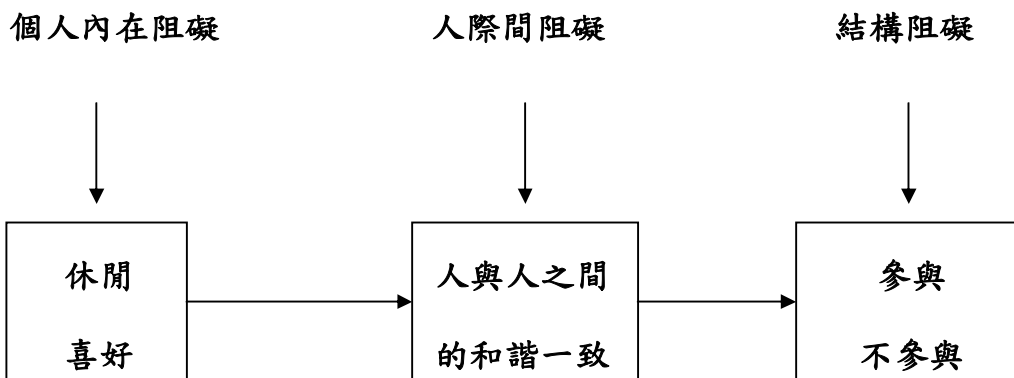 個人內在阻礙
人際間阻礙
結構阻礙
休閒
喜好
人與人之間
的和諧一致
參與
不參與